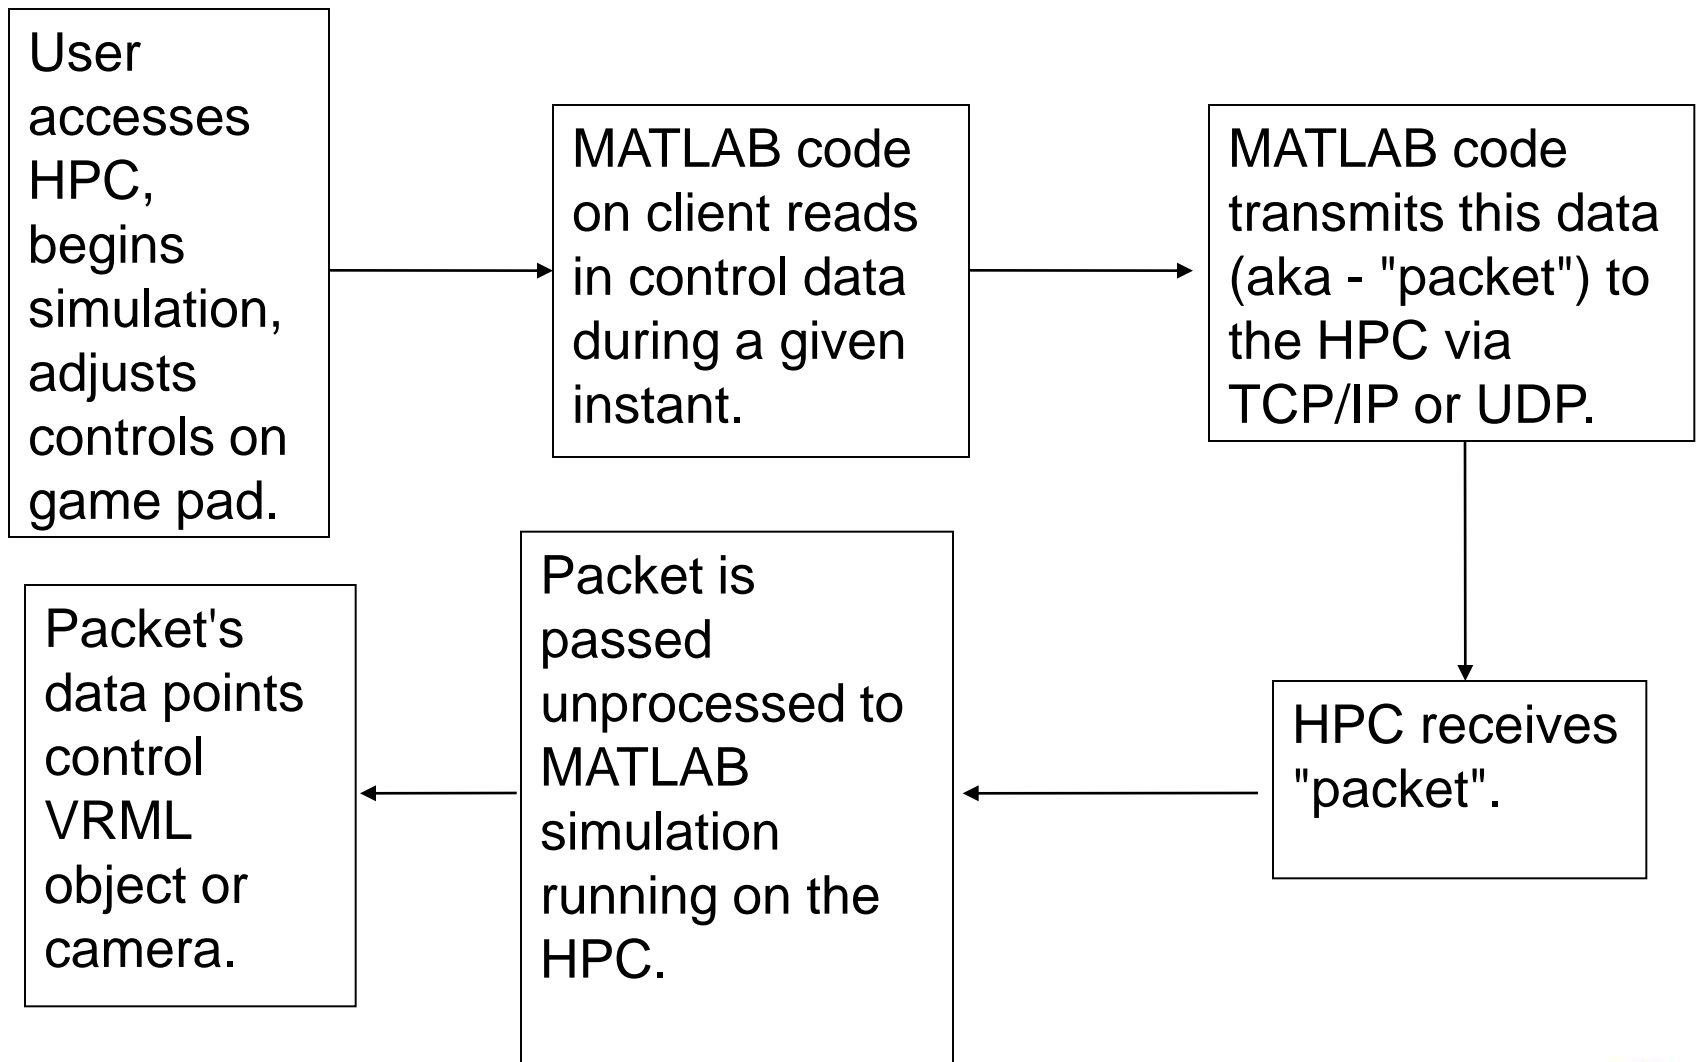 User
accesses
HPC,
begins
simulation,
adjusts
controls on
game pad.
MATLAB code
on client reads
in control data
during a given
instant.
MATLAB code
transmits this data
(aka - "packet") to
the HPC via
TCP/IP or UDP.
HPC receives
"packet".
Packet is
passed
unprocessed to
MATLAB
simulation
running on the
HPC.
Packet's
data points
control
VRML
object or
camera.